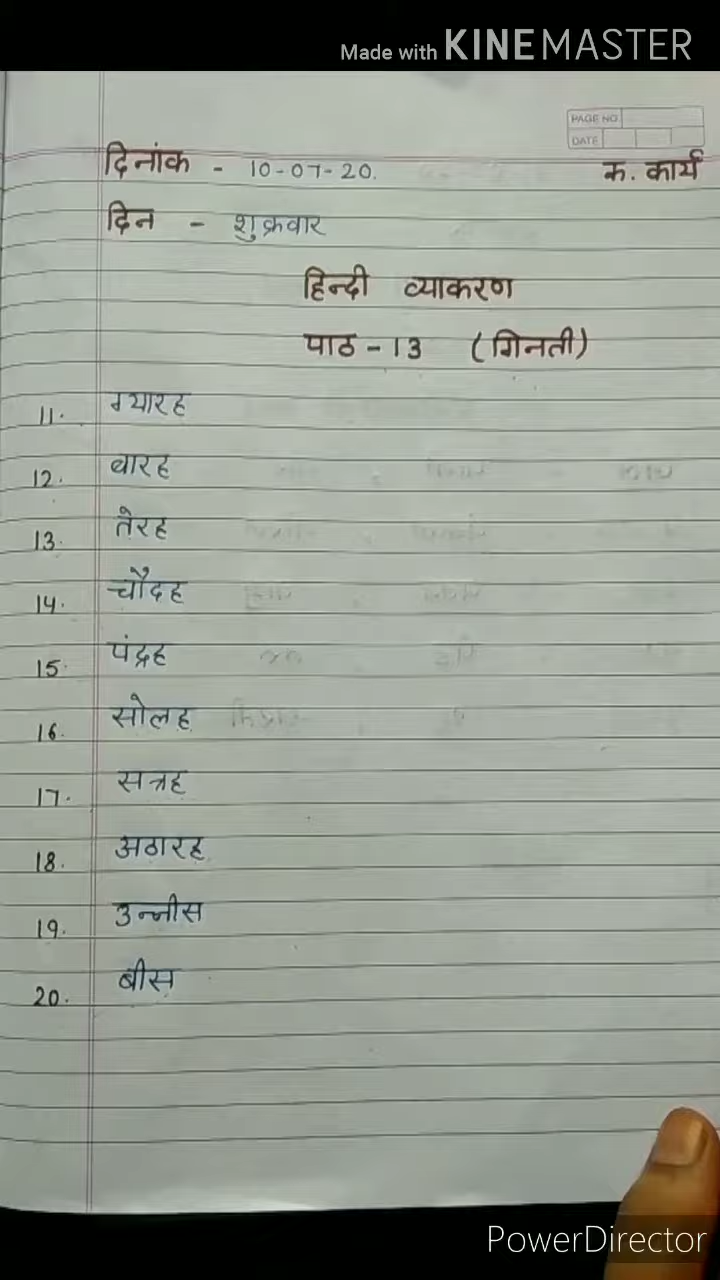 Made with KINEMASTER
PAGE NO
DATE
दिनांक - 10-07-20. क. कार्य
दिन - शुक्रवार
हिन्दी व्याकरण
पाठ - 13 (गिनती)
11. ग्यारह
12. बारह
13. तेरह
14. चौदह
15. पंद्रह
16. सोलह
17. सत्रह
18. अठारह
19. उन्नीस
20. बीस
PowerDirector